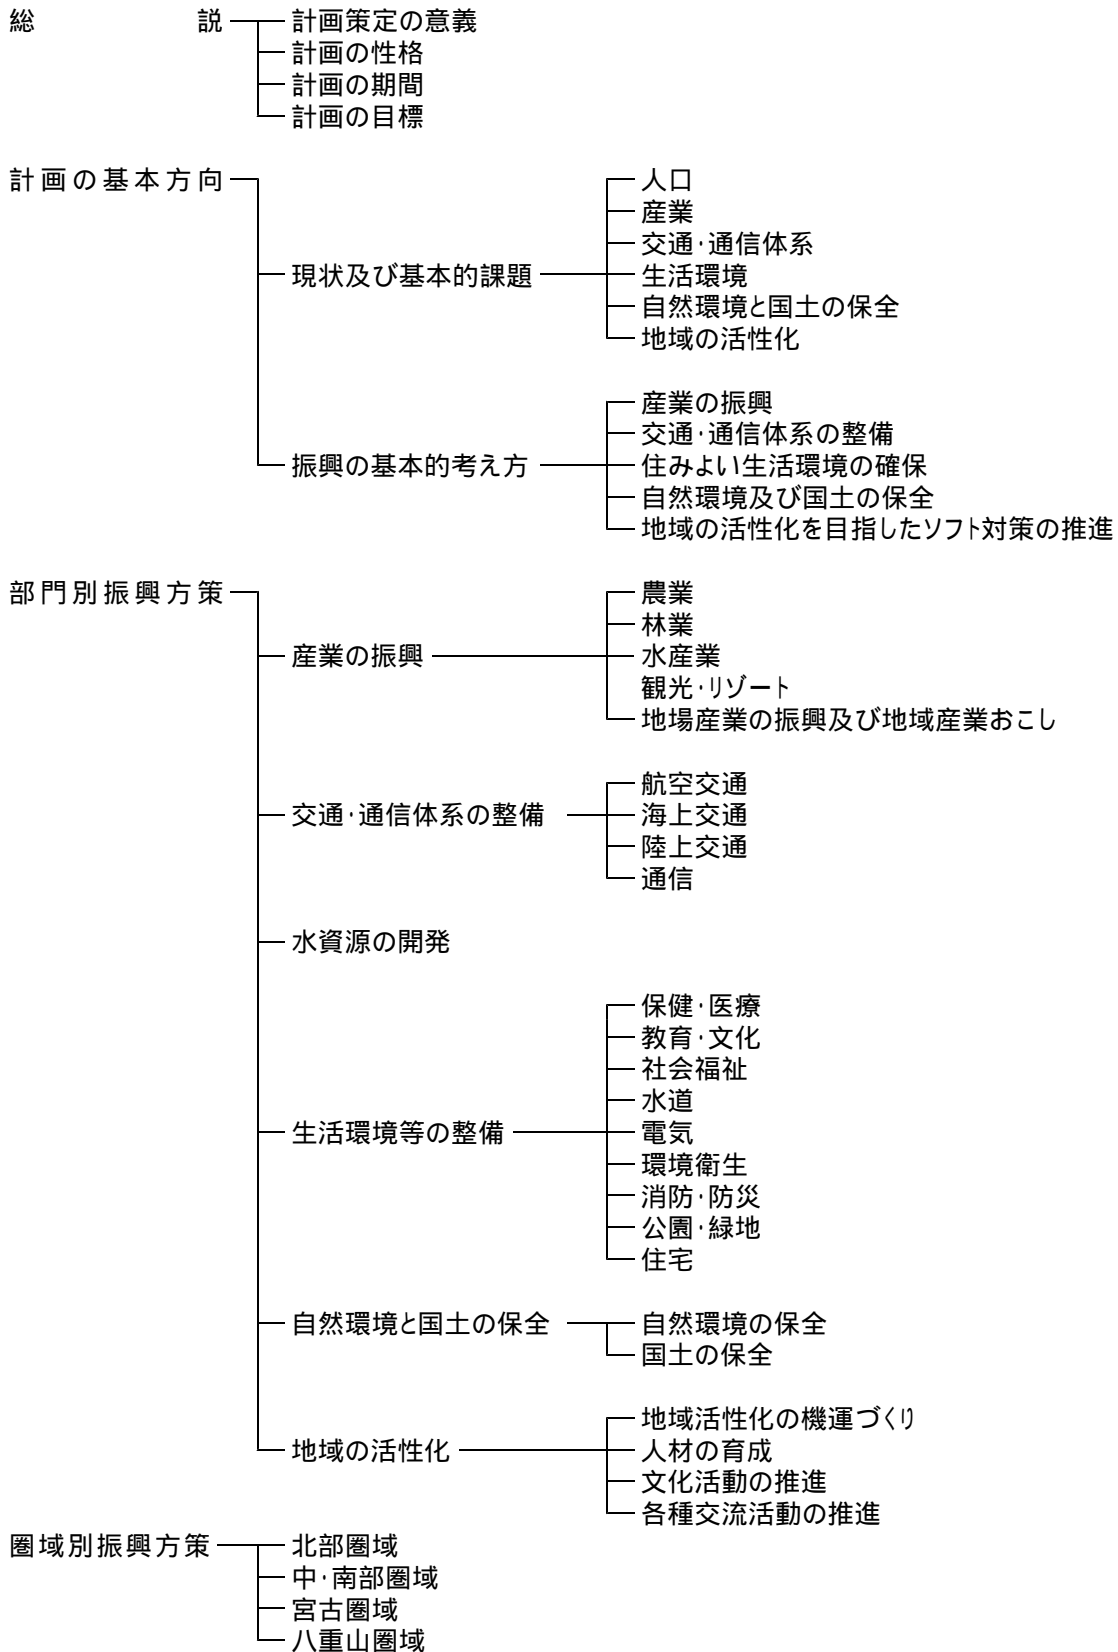 総説 計画策定の意義
計画の性格
計画の期間
計画の目標
計画の基本方向
人口
産業
交通・通信体系
現状及び基本的課題 生活環境
自然環境と国土の保全
地域の活性化
産業の振興
交通・通信体系の整備
振興の基本的考え方 住みよい生活環境の確保
自然環境及び国土の保全
地域の活性化を目指したソフト対策の推進
部門別振興方策 農業
林業
産業の振興 水産業
観光・リゾート
地場産業の振興及び地域産業おこし
航空交通
交通・通信体系の整備 海上交通
陸上交通
通信
水資源の開発
保健・医療
教育・文化
社会福祉
水道
生活環境等の整備 電気
環境衛生
消防・防災
公園・緑地
住宅
自然環境と国土の保全 自然環境の保全
国土の保全
地域活性化の機運づくり
地域の活性化 人材の育成
文化活動の推進
各種交流活動の推進
圏域別振興方策 北部圏域
中・南部圏域
宮古圏域
八重山圏域